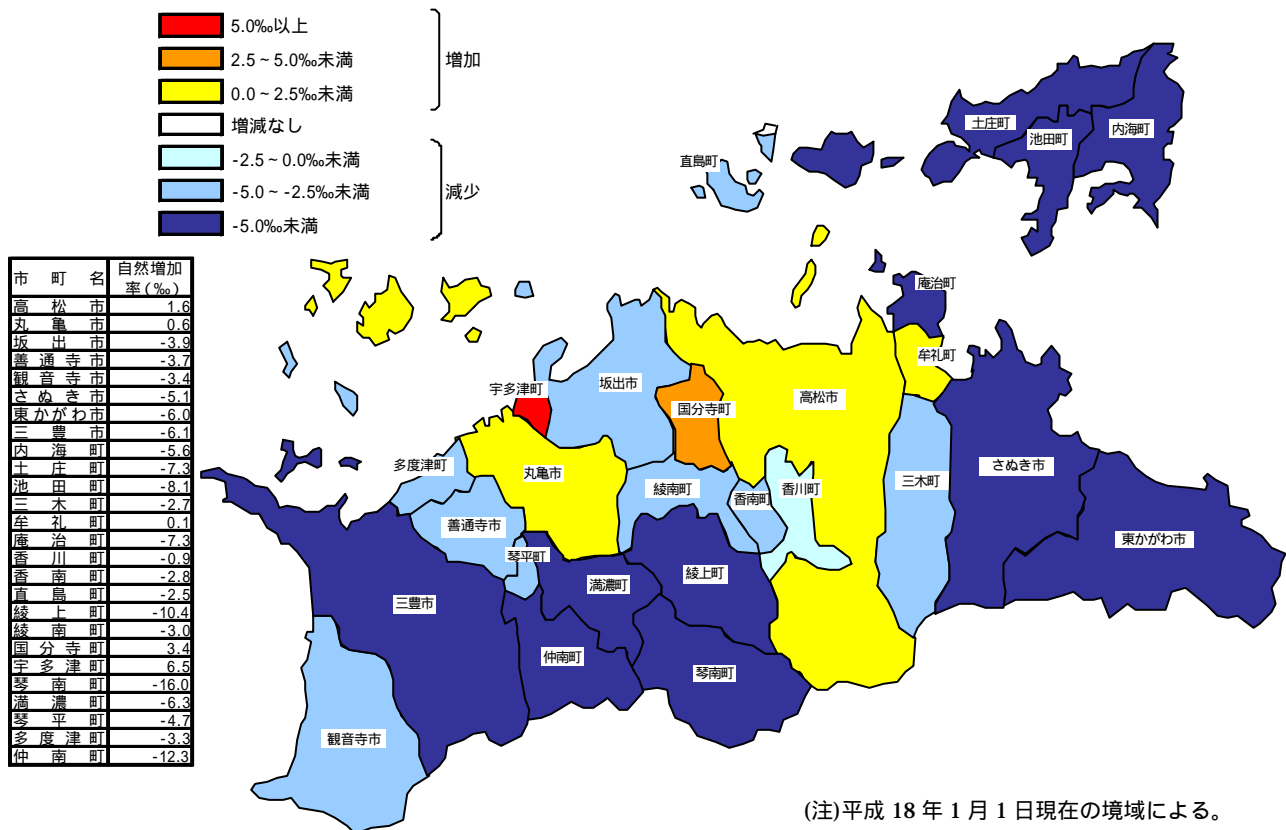 5.0‰以上
2.5～5.0‰未満
0.0～2.5‰未満
増加
増減なし
-2.5～0.0‰未満
-5.0～-2.5‰未満
-5.0‰未満
減少
市町名 自然増加率(‰)
高松市 1.6
丸亀市 0.6
坂出市 -3.9
善通寺市 -3.7
観音寺市 -3.4
さぬき市 -5.1
東かがわ市 -6.0
三豊市 -6.1
内海町 -5.6
土庄町 -7.3
池田町 -8.1
三木町 -2.7
牟礼町 0.1
庵治町 -7.3
香川町 -0.9
香南町 -2.8
直島町 -2.5
綾上町 -10.4
綾南町 -3.0
国分寺町 3.4
宇多津町 6.5
琴南町 -16.0
満濃町 -6.3
琴平町 -4.7
多度津町 -3.3
仲南町 -12.3
土庄町
池田町
内海町
直島町
庵治町
牟礼町
宇多津町
坂出市
国分寺町
高松市
多度津町
丸亀市
綾南町
香南町
香川町
三木町
さぬき市
東かがわ市
善通寺市
琴平町
満濃町
綾上町
三豊市
仲南町
琴南町
観音寺市
(注)平成 18 年 1 月 1 日現在の境域による。